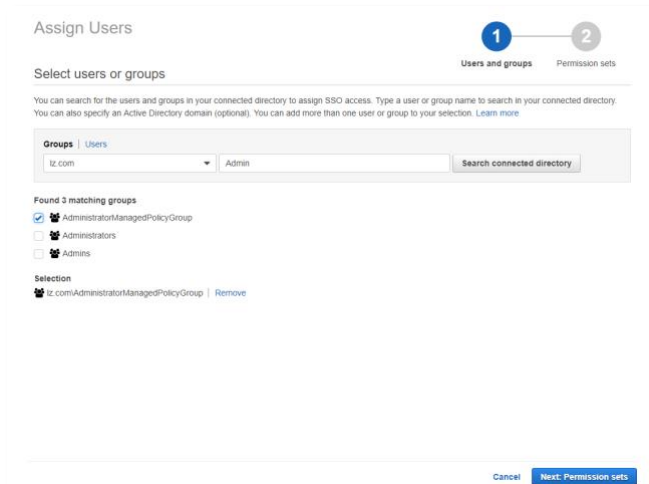 Assign Users
1
2
Users and groups
Permission sets
Select users or groups
You can search for the users and groups in your connected directory to assign SSO access. Type a user or group name to search in your connected directory.
You can also specify an Active Directory domain (optional). You can add more than one user or group to your selection. Learn more
Groups | Users
lz.com
Admin
Search connected directory
Found 3 matching groups
AdministratorManagedPolicyGroup
Administrators
Admins
Selection
lz.com\AdministratorManagedPolicyGroup | Remove
Cancel
Next: Permission sets